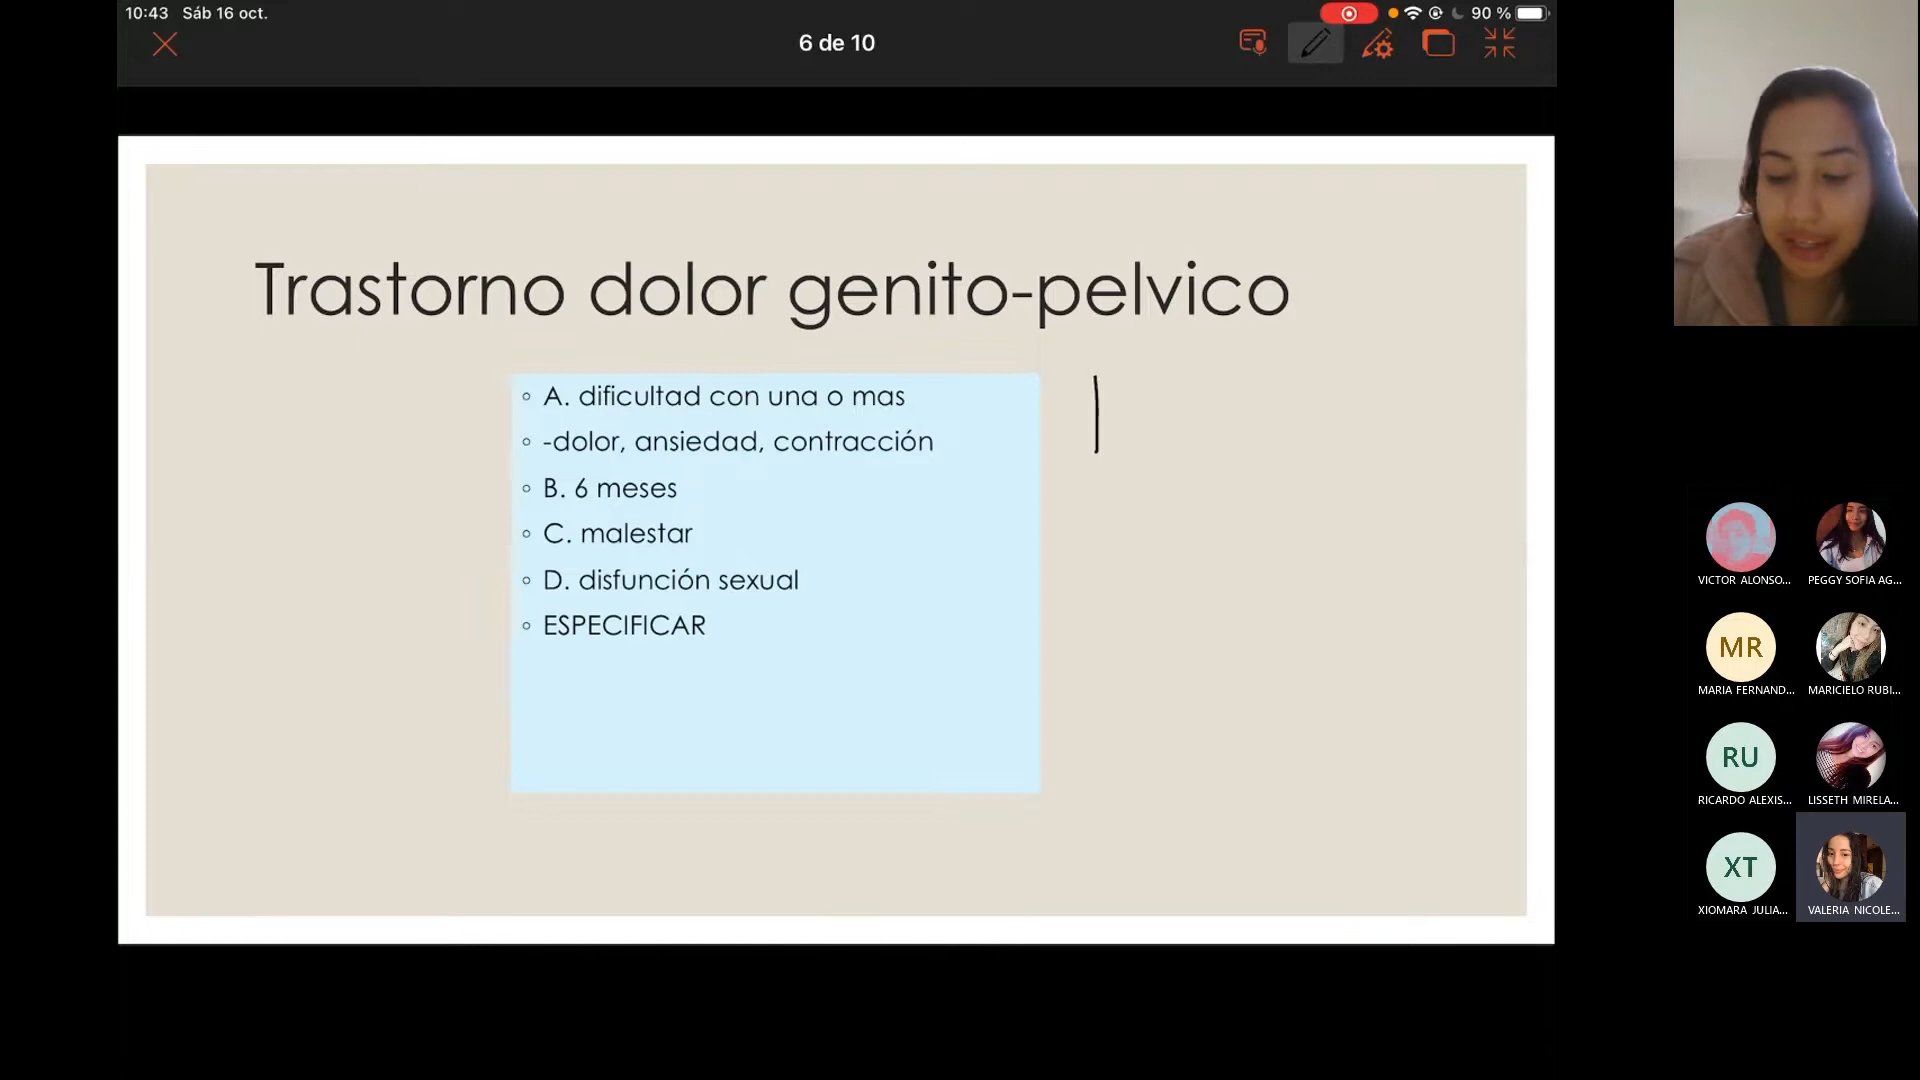 10:43 Sáb 16 oct.
90 %
6 de 10
Trastorno dolor genito-pelvico
◦ A. dificultad con una o mas
◦ -dolor, ansiedad, contracción
◦ B. 6 meses
◦ C. malestar
◦ D. disfunción sexual
◦ ESPECIFICAR
VICTOR ALONSO...
PEGGY SOFIA AG...
MR
MARIA FERNAND...
MARICIELO RUBI...
RU
RICARDO ALEXIS...
LISSETH MIRELA...
XT
XIOMARA JULIA...
VALERIA NICOLE...